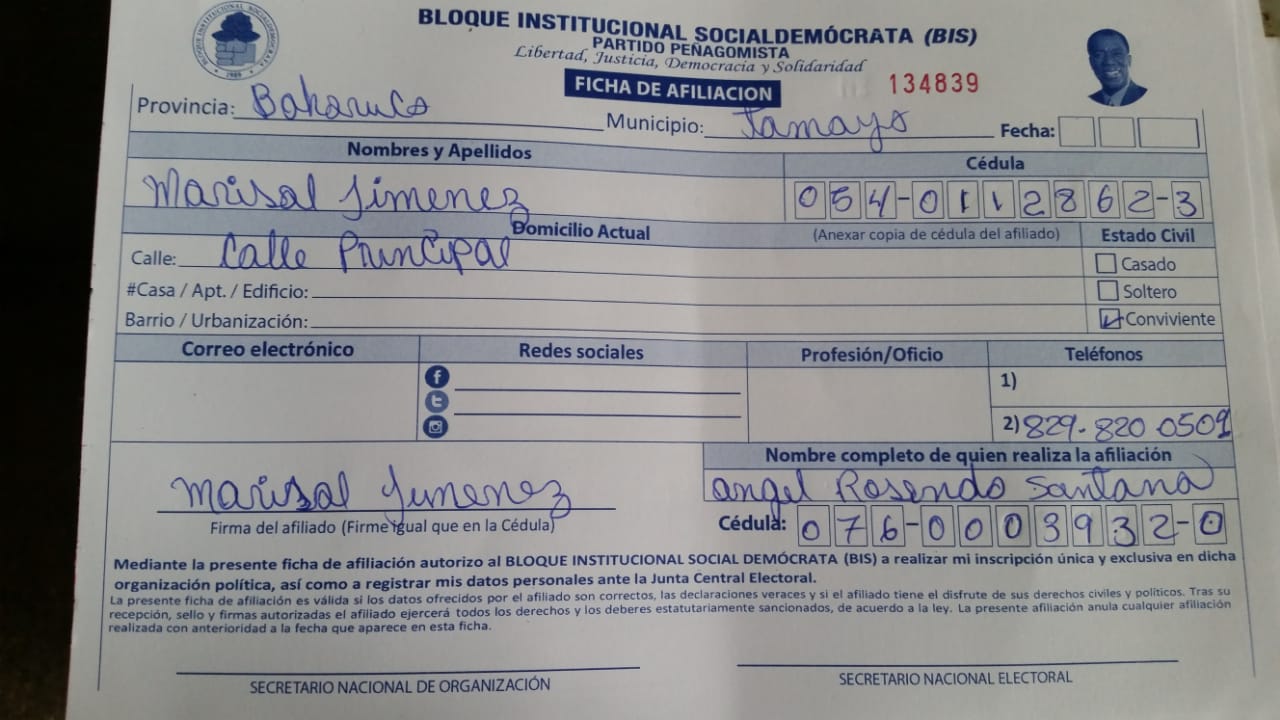 BLOQUE INSTITUCIONAL SOCIALDEMÓCRATA (BIS)
PARTIDO PEÑAGOMISTA
Libertad, Justicia, Democracia y Solidaridad
FICHA DE AFILIACION
134839
BLOQUE INSTITUCIONAL SOCIALDEMOCRATA
1989
Provincia: Bahoruco Municipio: Tamayo Fecha:
Nombres y Apellidos Cédula
Marisol Jimenez 054-0112862-3
Domicilio Actual (Anexar copia de cédula del afiliado) Estado Civil
Calle: Calle Principal Casado
#Casa / Apt. / Edificio: Soltero
Barrio / Urbanización: Conviviente
Correo electrónico Redes sociales Profesión/Oficio Teléfonos
1)
2) 829-820 0509
Nombre completo de quien realiza la afiliación
Marisol Jimenez angel Rosendo Santana
Firma del afiliado (Firme igual que en la Cédula) Cédula: 076-0003932-0
Mediante la presente ficha de afiliación autorizo al BLOQUE INSTITUCIONAL SOCIAL DEMÓCRATA (BIS) a realizar mi inscripción única y exclusiva en dicha
organización política, así como a registrar mis datos personales ante la Junta Central Electoral.
La presente ficha de afiliación es válida si los datos ofrecidos por el afiliado son correctos, las declaraciones veraces y si el afiliado tiene el disfrute de sus derechos civiles y políticos. Tras su
recepción, sello y firmas autorizadas el afiliado ejercerá todos los derechos y los deberes estatutariamente sancionados, de acuerdo a la ley. La presente afiliación anula cualquier afiliación
realizada con anterioridad a la fecha que aparece en esta ficha.
SECRETARIO NACIONAL DE ORGANIZACIÓN SECRETARIO NACIONAL ELECTORAL